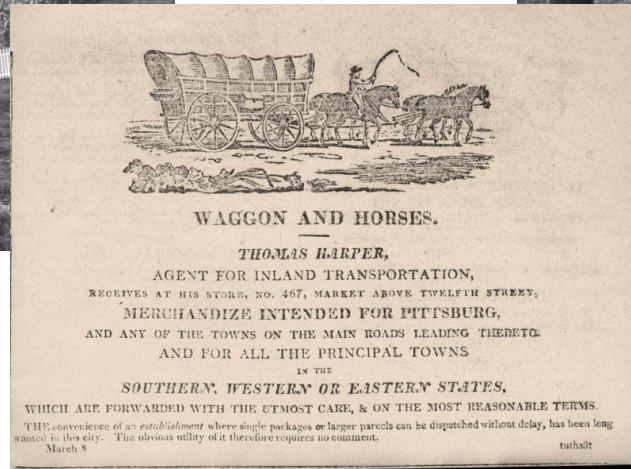 WAGGON AND HORSES.
THOMAS HARPER,
AGENT FOR INLAND TRANSPORTATION,
RECEIVES AT HIS STORE, NO. 467, MARKET ABOVE TWELFTH STREET,
MERCHANDIZE INTENDED FOR PITTSBURG,
AND ANY OF THE TOWNS ON THE MAIN ROADS LEADING THERETO.
AND FOR ALL THE PRINCIPAL TOWNS
IN THE
SOUTHERN, WESTERN OR EASTERN STATES,
WHICH ARE FORWARDED WITH THE UTMOST CARE, & ON THE MOST REASONABLE TERMS.
THE convenience of an establishment where single packages or larger parcels can be dispatched without delay, has been long
wanted in this city. The obvious utility of it therefore requires no comment.
March 8